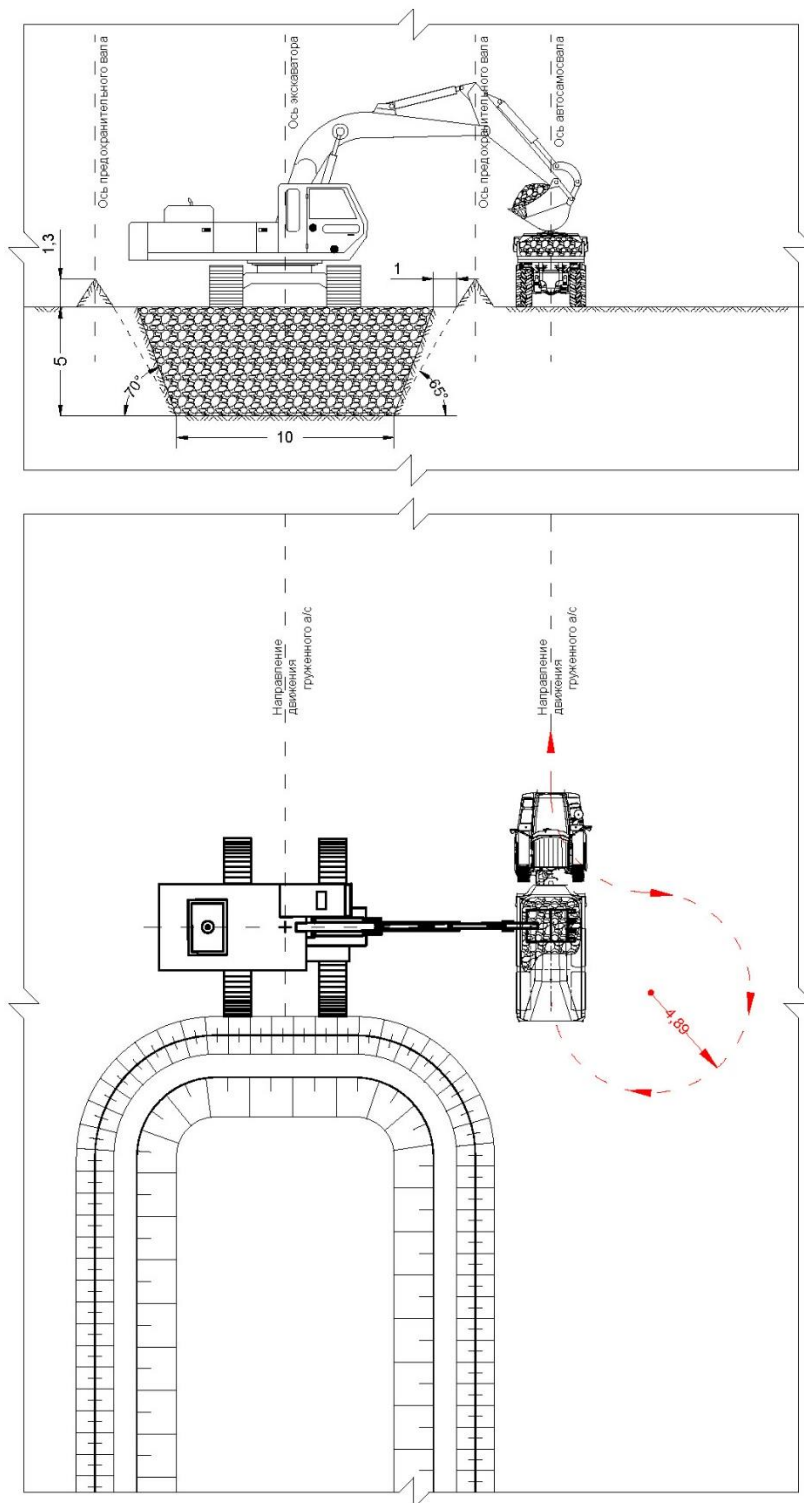 Ось предохранительного вала
Ось экскаватора
Ось предохранительного вала
Ось автосамосвала
1,3
1
5
70°
65°
10
Направление
движения
груженного а/с
Направление
движения
груженного а/с
4,89